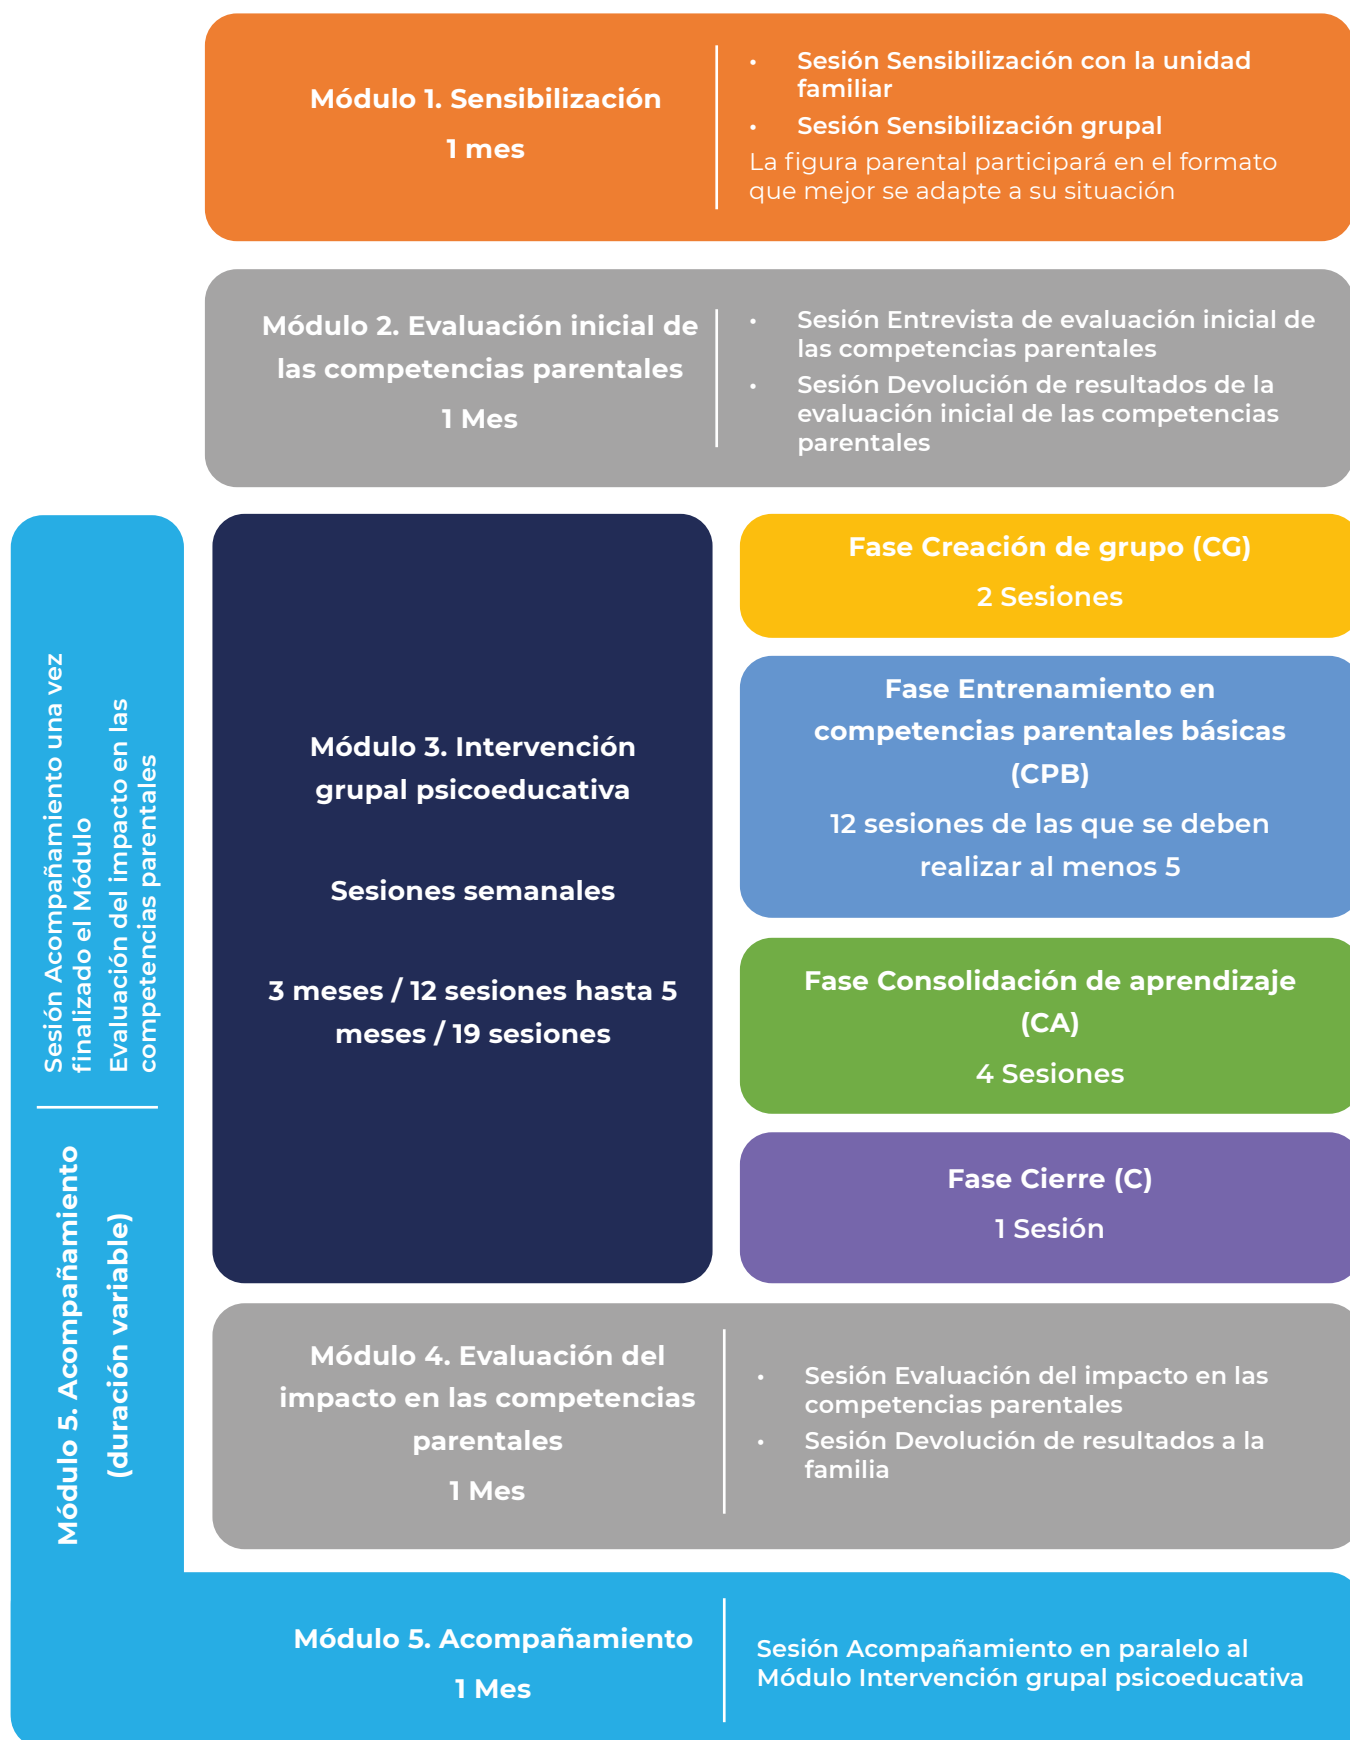 Módulo 1. Sensibilización
1 mes
• Sesión Sensibilización con la unidad
familiar
• Sesión Sensibilización grupal
La figura parental participará en el formato
que mejor se adapte a su situación
Módulo 2. Evaluación inicial de
las competencias parentales
1 Mes
• Sesión Entrevista de evaluación inicial de
las competencias parentales
• Sesión Devolución de resultados de la
evaluación inicial de las competencias
parentales
Módulo 5. Acompañamiento
(duración variable)
Sesión Acompañamiento una vez
finalizado el Módulo
Evaluación del impacto en las
competencias parentales
Módulo 3. Intervención
grupal psicoeducativa
Sesiones semanales
3 meses / 12 sesiones hasta 5
meses / 19 sesiones
Fase Creación de grupo (CG)
2 Sesiones
Fase Entrenamiento en
competencias parentales básicas
(CPB)
12 sesiones de las que se deben
realizar al menos 5
Fase Consolidación de aprendizaje
(CA)
4 Sesiones
Fase Cierre (C)
1 Sesión
Módulo 4. Evaluación del
impacto en las competencias
parentales
1 Mes
• Sesión Evaluación del impacto en las
competencias parentales
• Sesión Devolución de resultados a la
familia
Módulo 5. Acompañamiento
1 Mes
Sesión Acompañamiento en paralelo al
Módulo Intervención grupal psicoeducativa